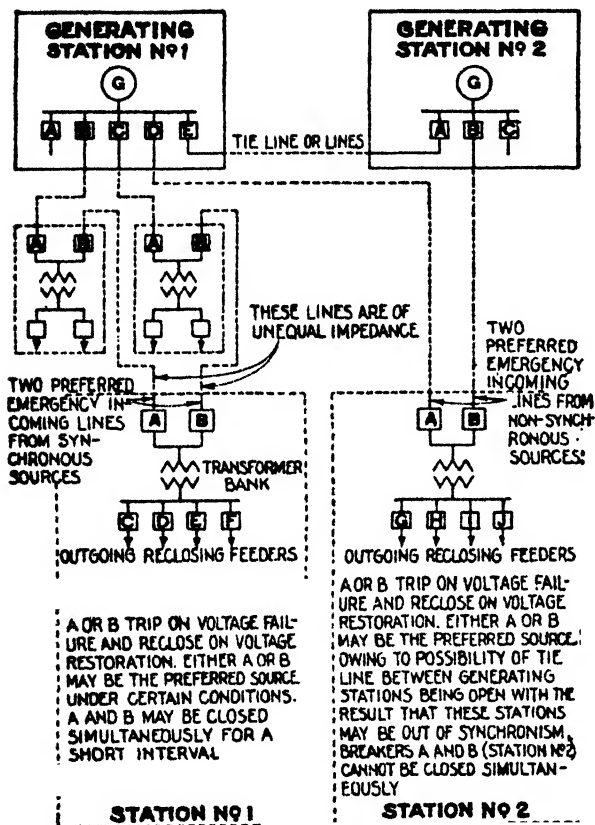 GENERATING
STATION Nº1
G
A B C D E
GENERATING
STATION Nº 2
G
A B C
TIE LINE OR LINES
A B
A B
THESE LINES ARE OF
UNEQUAL IMPEDANCE
TWO PREFERRED
EMERGENCY IN-
COMING LINES
FROM SYN-
CHRONOUS
SOURCES
A B
TRANSFORMER
BANK
C D E F
OUTGOING RECLOSING FEEDERS
TWO
PREFERRED
EMERGENCY
INCOMING
LINES FROM
NON-SYNCH-
RONOUS
SOURCES
A B
G H I J
OUTGOING RECLOSING FEEDERS
A OR B TRIP ON VOLTAGE FAIL-
URE AND RECLOSE ON VOLTAGE
RESTORATION. EITHER A OR B
MAY BE THE PREFERRED SOURCE
UNDER CERTAIN CONDITIONS.
A AND B MAY BE CLOSED
SIMULTANEOUSLY FOR A
SHORT INTERVAL
STATION Nº 1
A OR B TRIP ON VOLTAGE FAIL-
URE AND RECLOSE ON VOLTAGE
RESTORATION. EITHER A OR B
MAY BE THE PREFERRED SOURCE.
OWING TO POSSIBILITY OF TIE
LINE BETWEEN GENERATING
STATIONS BEING OPEN WITH THE
RESULT THAT THESE STATIONS
MAY BE OUT OF SYNCHRONISM,
BREAKERS A AND B (STATION Nº2)
CANNOT BE CLOSED SIMULTAN-
EOUSLY
STATION Nº 2